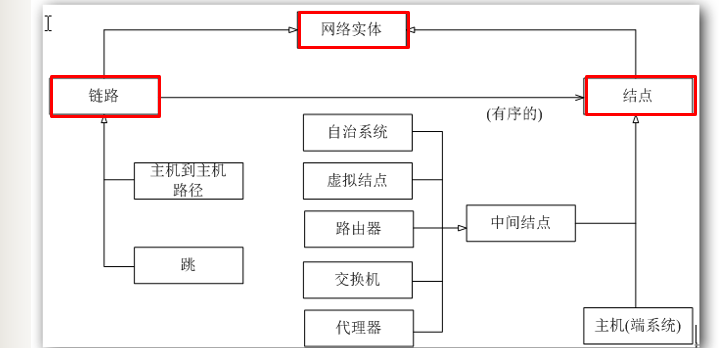 网络实体
链路
结点
(有序的)
自治系统
主机到主机
路径
虚拟结点
路由器
中间结点
跳
交换机
代理器
主机(端系统)